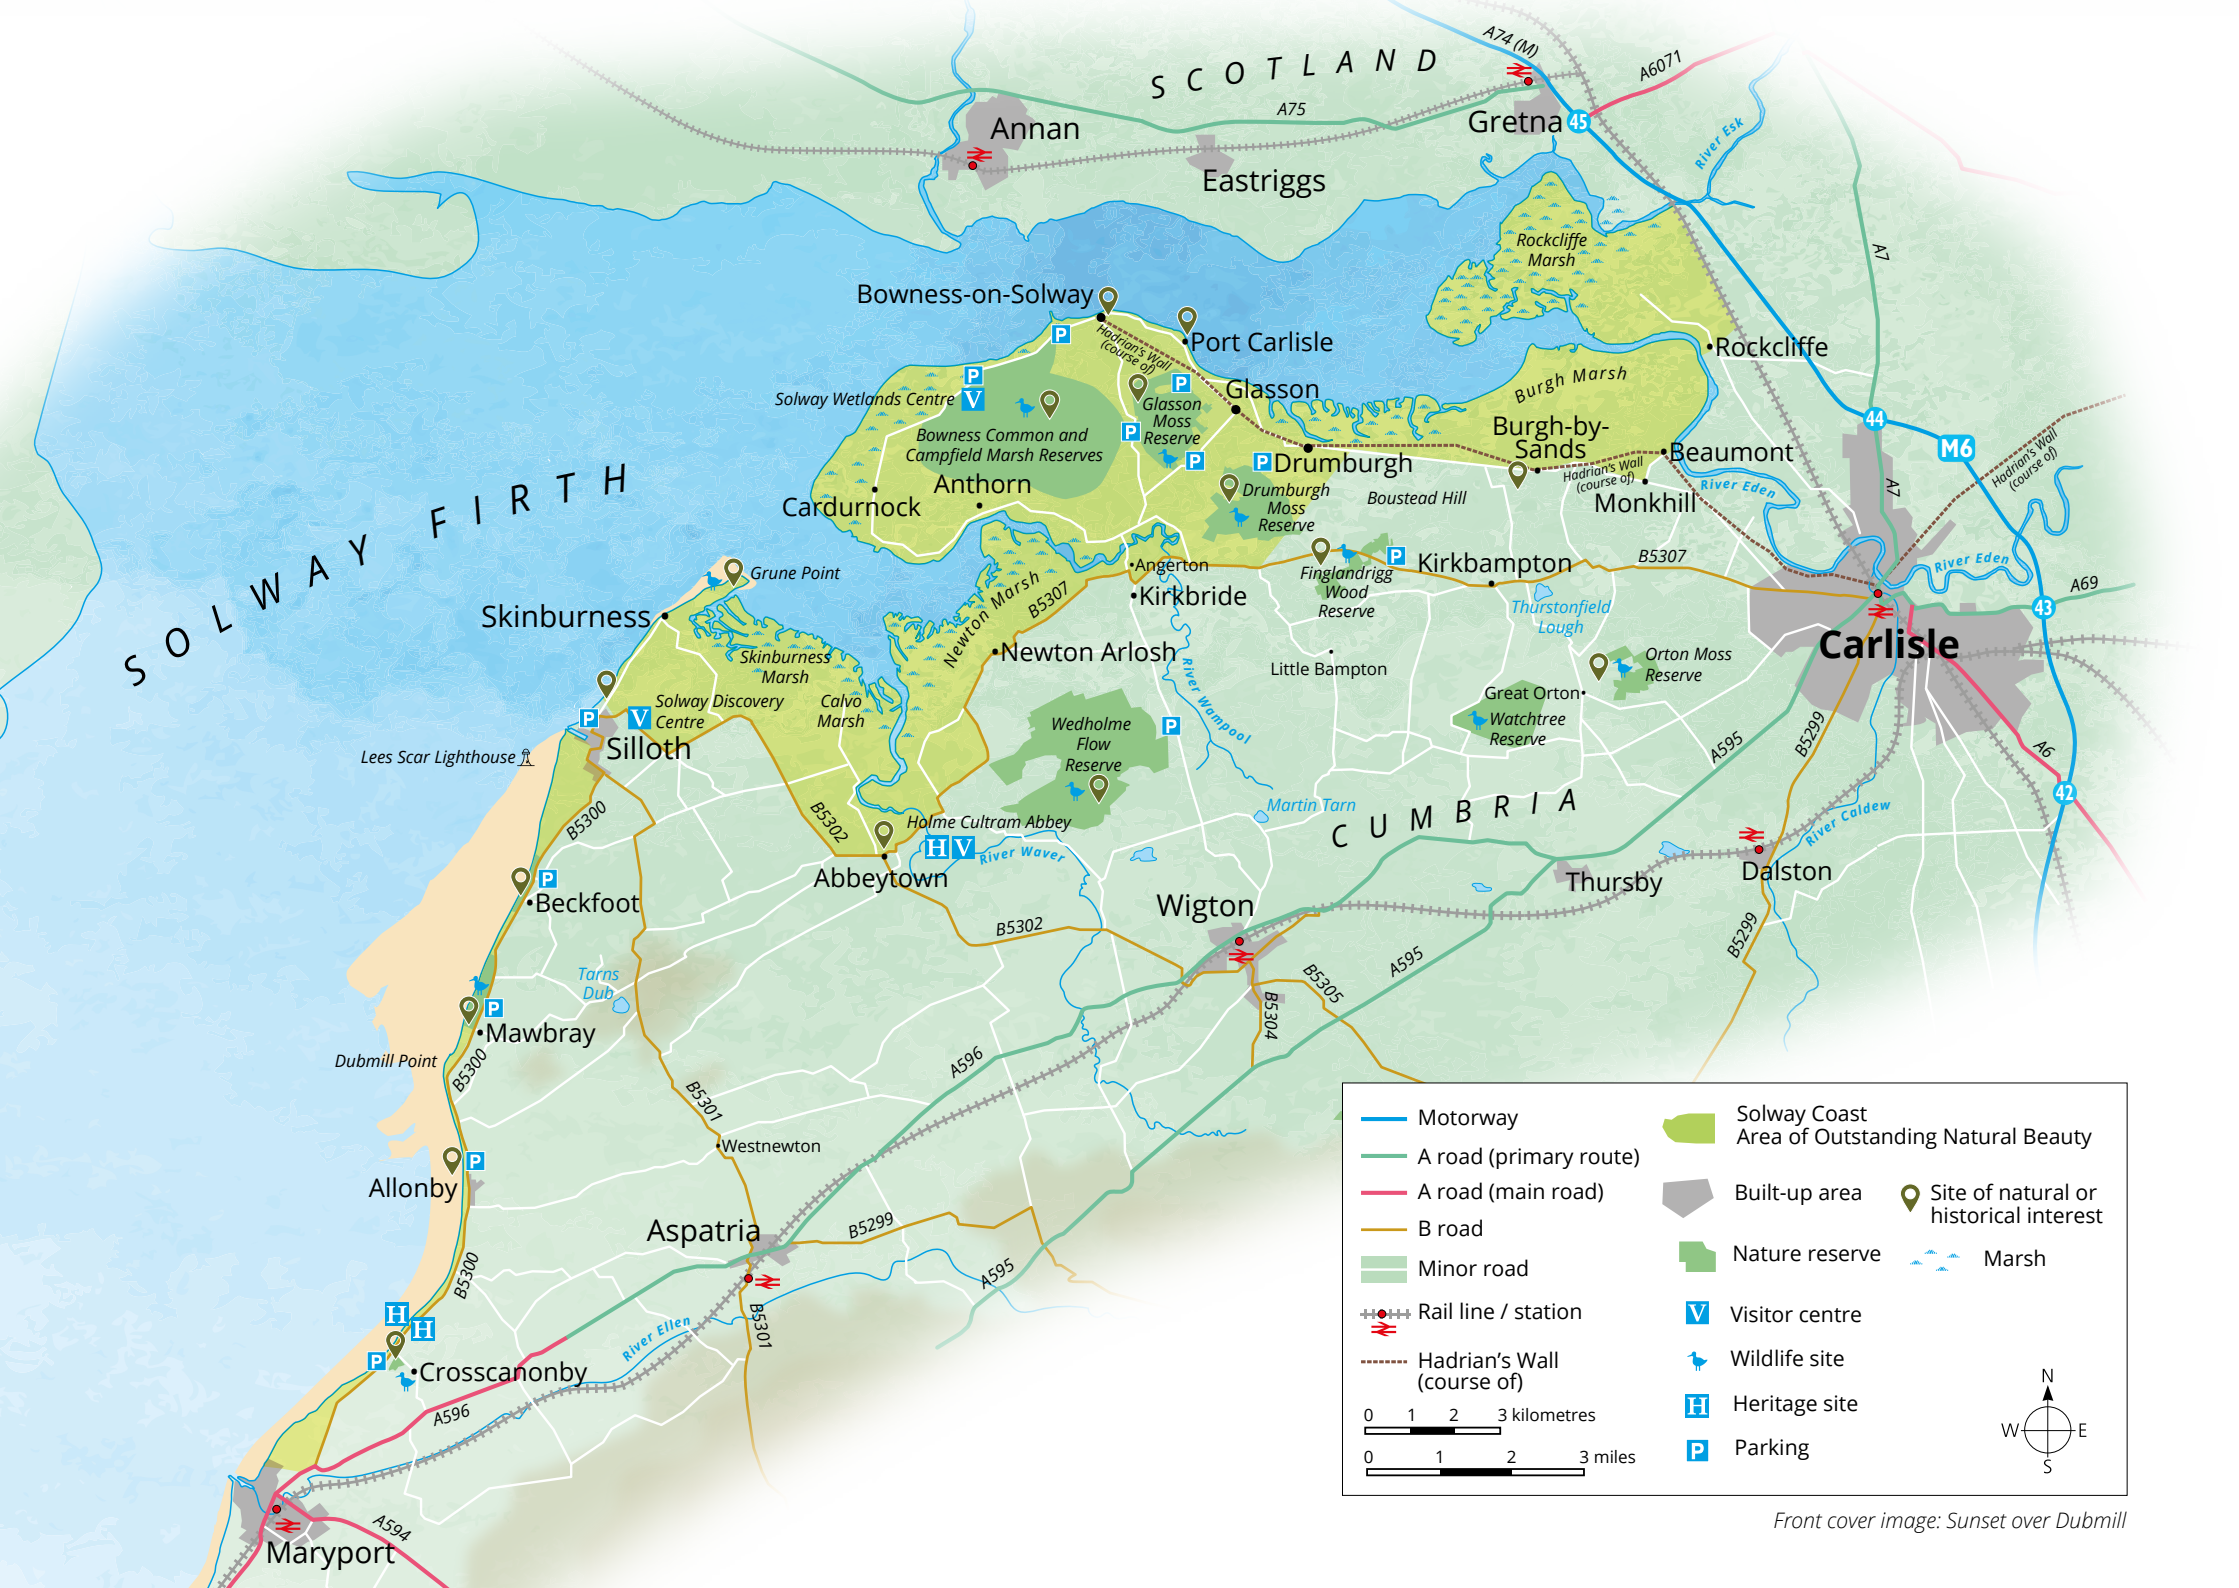 SCOTLAND
A74 (M)
A6071
A75
Annan
Gretna
45
Eastriggs
River Esk
A7
Rockcliffe
Marsh
Bowness-on-Solway
Port Carlisle
Hadrian's Wall
(course of)
P
Rockcliffe
Solway Wetlands Centre
P
V
P
Glasson
Glasson
Moss
Reserve
P
P
Burgh Marsh
Bowness Common and
Campfield Marsh Reserves
Burgh-by-
Sands
44
M6
Hadrian's Wall
(course of)
P
Drumburgh
Beaumont
Hadrian's Wall
(course of)
SOLWAY FIRTH
Anthorn
Cardurnock
Drumburgh
Moss
Reserve
Boustead Hill
Monkhill
River Eden
A7
Grune Point
Angerton
Finglandrigg
Wood
Reserve
P
Kirkbampton
B5307
River Eden
A69
43
Skinburness
Newton Marsh
B5307
Kirkbride
Thurstonfield
Lough
Carlisle
Newton Arlosh
Little Bampton
Orton Moss
Reserve
Skinburness
Marsh
River Wampool
Great Orton
Solway Discovery
Centre
V
P
Calvo
Marsh
Wedholme
Flow
Reserve
P
Watchtree
Reserve
A595
B5299
A6
Silloth
Lees Scar Lighthouse
42
B5300
B5302
Holme Cultram Abbey
H
V
River Waver
Martin Tarn
CUMBRIA
River Caldew
Abbeytown
Thursby
Dalston
P
Beckfoot
Wigton
B5302
B5299
A595
B5305
B5304
Tarns
Dub
P
Mawbray
Dubmill Point
B5300
A596
B5301
Westnewton
P
Allonby
Aspatria
B5299
A595
B5300
B5301
River Ellen
H
H
P
Crosscanonby
A596
A594
Maryport
Motorway
A road (primary route)
A road (main road)
B road
Minor road
Rail line / station
Hadrian's Wall
(course of)
0 1 2 3 kilometres
0 1 2 3 miles
Solway Coast
Area of Outstanding Natural Beauty
Built-up area
Site of natural or
historical interest
Nature reserve
Marsh
V Visitor centre
Wildlife site
H Heritage site
P Parking
N
W E
S
Front cover image: Sunset over Dubmill